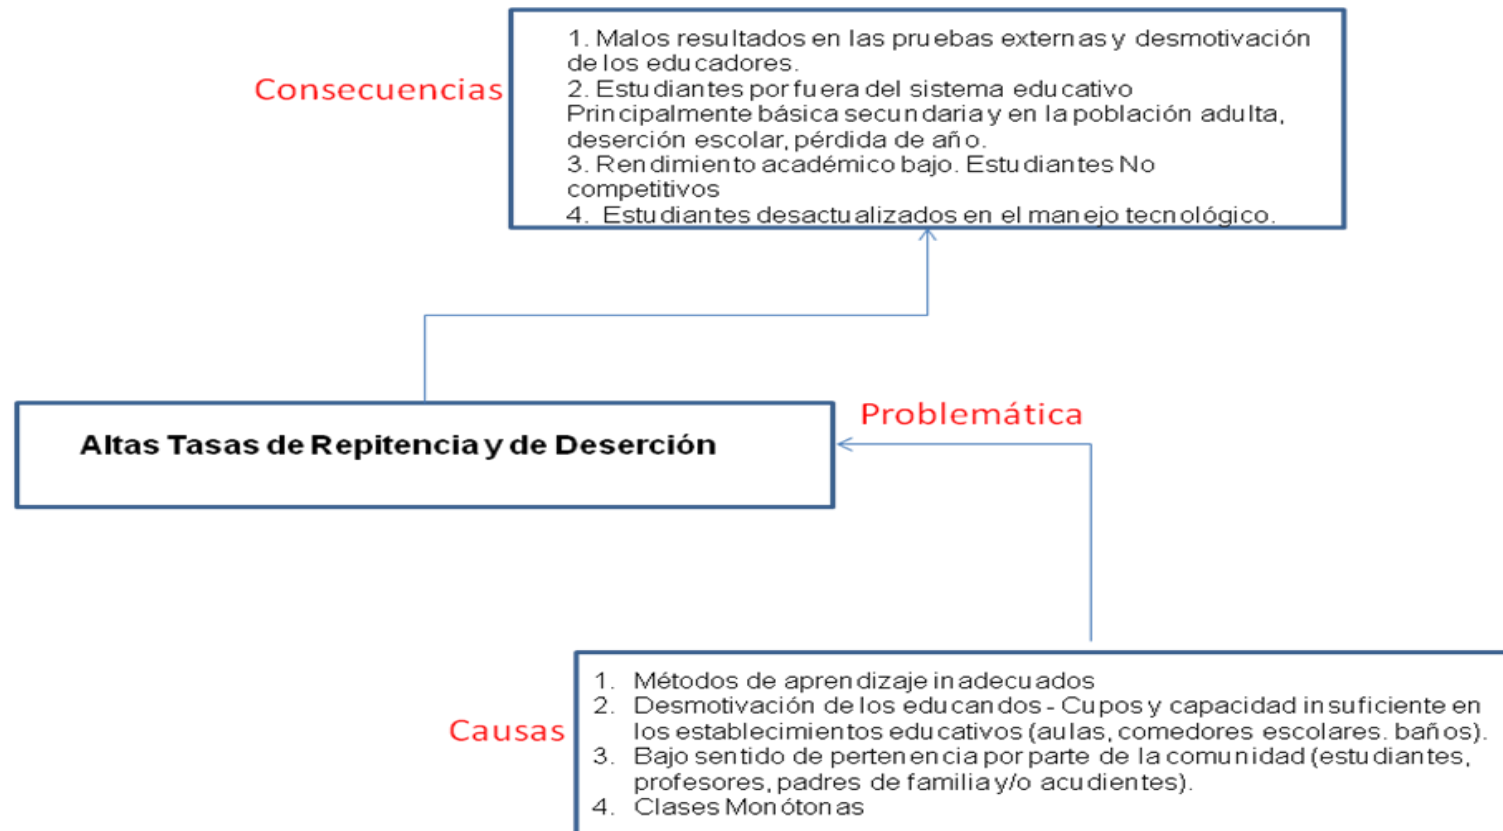 Consecuencias
1. Malos resultados en las pruebas externas y desmotivación
de los educadores.
2. Estudiantes por fuera del sistema educativo
Principalmente básica secundaria y en la población adulta,
deserción escolar, pérdida de año.
3. Rendimiento académico bajo. Estudiantes No
competitivos
4. Estudiantes desactualizados en el manejo tecnológico.
Altas Tasas de Repitencia y de Deserción
Problemática
Causas
1. Métodos de aprendizaje inadecuados
2. Desmotivación de los educandos - Cupos y capacidad insuficiente en
los establecimientos educativos (aulas, comedores escolares. baños).
3. Bajo sentido de pertenencia por parte de la comunidad (estudiantes,
profesores, padres de familia y/o acudientes).
4. Clases Monótonas